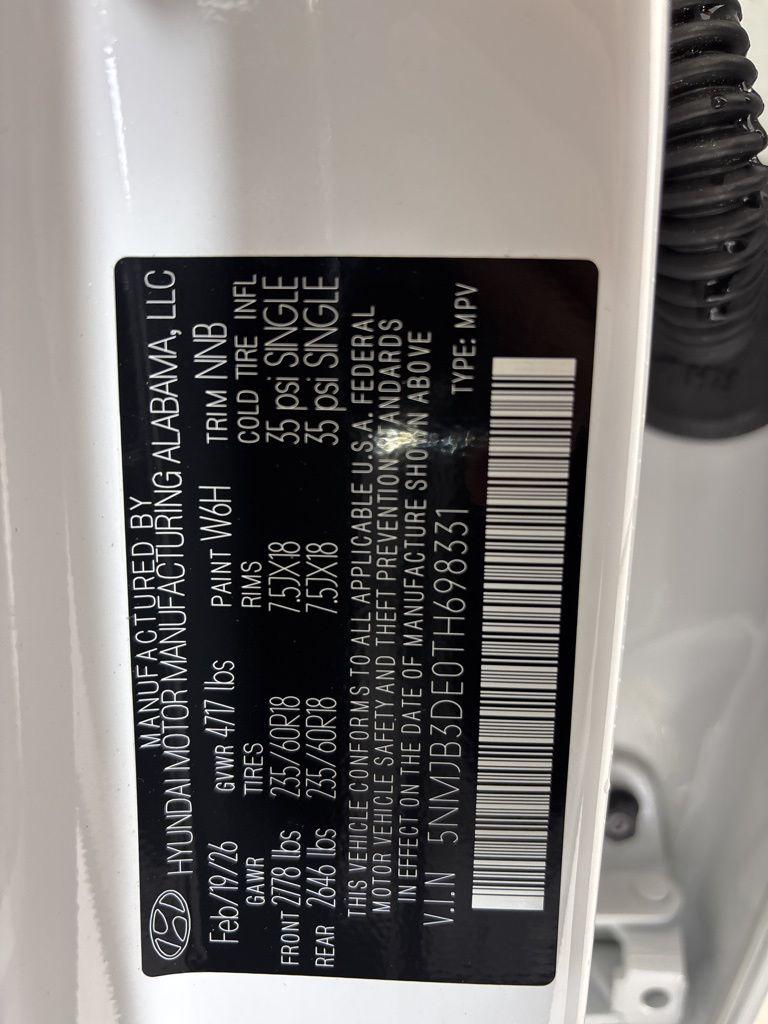 MANUFACTURED BY
HYUNDAI MOTOR MANUFACTURING ALABAMA, LLC
Feb/19/26 GVWR 4717 lbs PAINT W6H TRIM NNB
GAWR TIRES RIMS COLD TIRE INFL
FRONT 2778 lbs 235/60R18 7.5JX18 35 psi SINGLE
REAR 2646 lbs 235/60R18 7.5JX18 35 psi SINGLE
THIS VEHICLE CONFORMS TO ALL APPLICABLE U.S.A. FEDERAL
MOTOR VEHICLE SAFETY AND THEFT PREVENTION STANDARDS
IN EFFECT ON THE DATE OF MANUFACTURE SHOWN ABOVE
V.I.N 5NMJB3DE0TH698331 TYPE: MPV